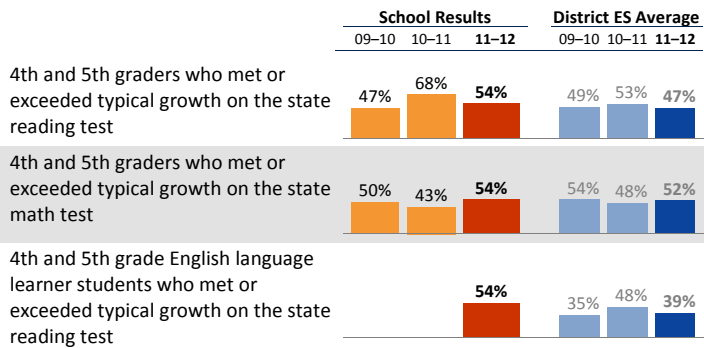 School Results District ES Average
09–10 10–11 11–12 09–10 10–11 11–12
4th and 5th graders who met or
exceeded typical growth on the state
reading test
47% 68% 54% 49% 53% 47%
4th and 5th graders who met or
exceeded typical growth on the state
math test
50% 43% 54% 54% 48% 52%
4th and 5th grade English language
learner students who met or
exceeded typical growth on the state
reading test
54% 35% 48% 39%